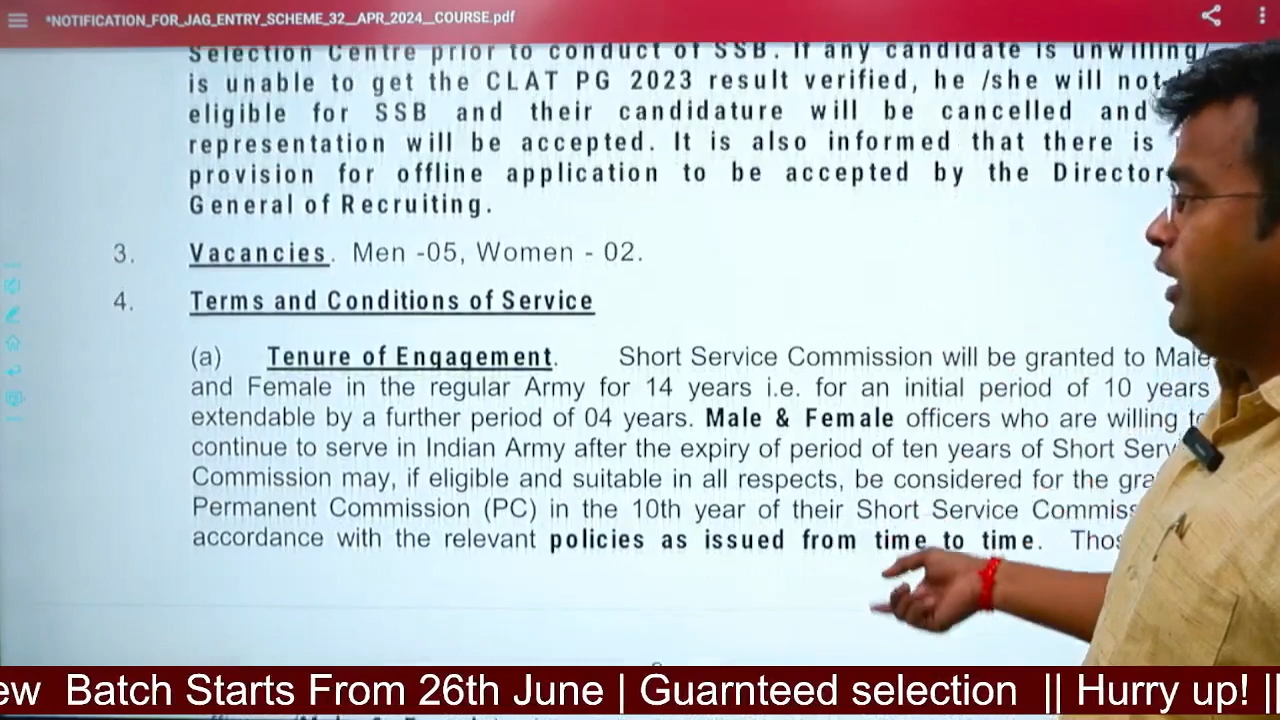 *NOTIFICATION_FOR_JAG_ENTRY_SCHEME_32__APR_2024__COURSE.pdf
Selection Centre prior to conduct of SSB. If any candidate is unwilling/
is unable to get the CLAT PG 2023 result verified, he /she will not
eligible for SSB and their candidature will be cancelled and
representation will be accepted. It is also informed that there is
provision for offline application to be accepted by the Director
General of Recruiting.
3. Vacancies. Men -05, Women - 02.
4. Terms and Conditions of Service
(a) Tenure of Engagement. Short Service Commission will be granted to Male
and Female in the regular Army for 14 years i.e. for an initial period of 10 years
extendable by a further period of 04 years. Male & Female officers who are willing to
continue to serve in Indian Army after the expiry of period of ten years of Short Serv
Commission may, if eligible and suitable in all respects, be considered for the gra
Permanent Commission (PC) in the 10th year of their Short Service Commiss
accordance with the relevant policies as issued from time to time. Thos
ew Batch Starts From 26th June | Guarnteed selection || Hurry up! ||